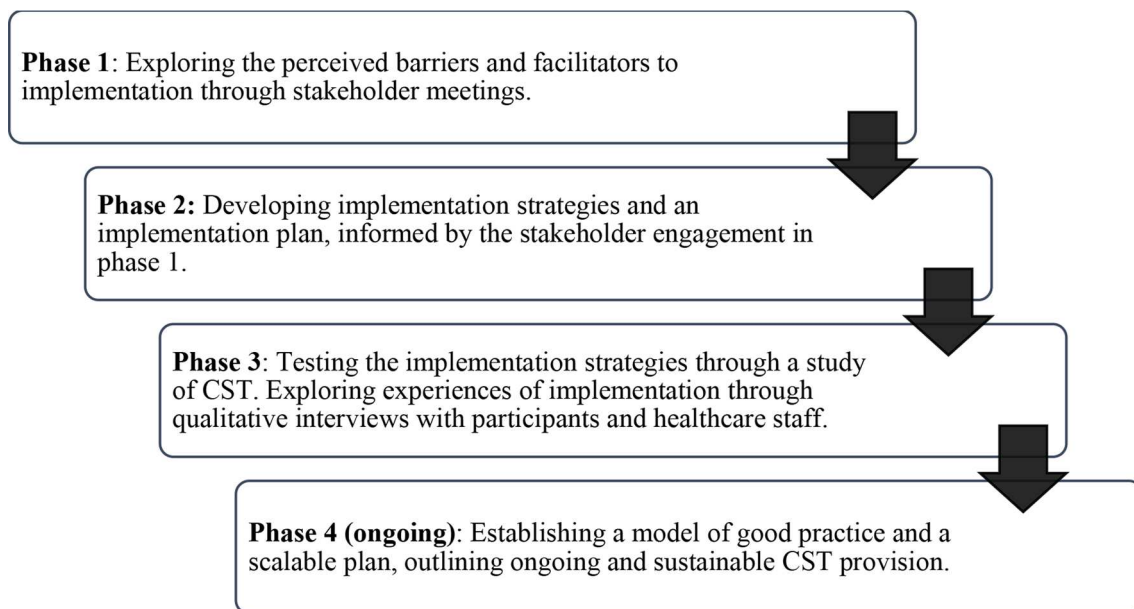 Phase 1: Exploring the perceived barriers and facilitators to
implementation through stakeholder meetings.
Phase 2: Developing implementation strategies and an
implementation plan, informed by the stakeholder engagement in
phase 1.
Phase 3: Testing the implementation strategies through a study
of CST. Exploring experiences of implementation through
qualitative interviews with participants and healthcare staff.
Phase 4 (ongoing): Establishing a model of good practice and a
scalable plan, outlining ongoing and sustainable CST provision.